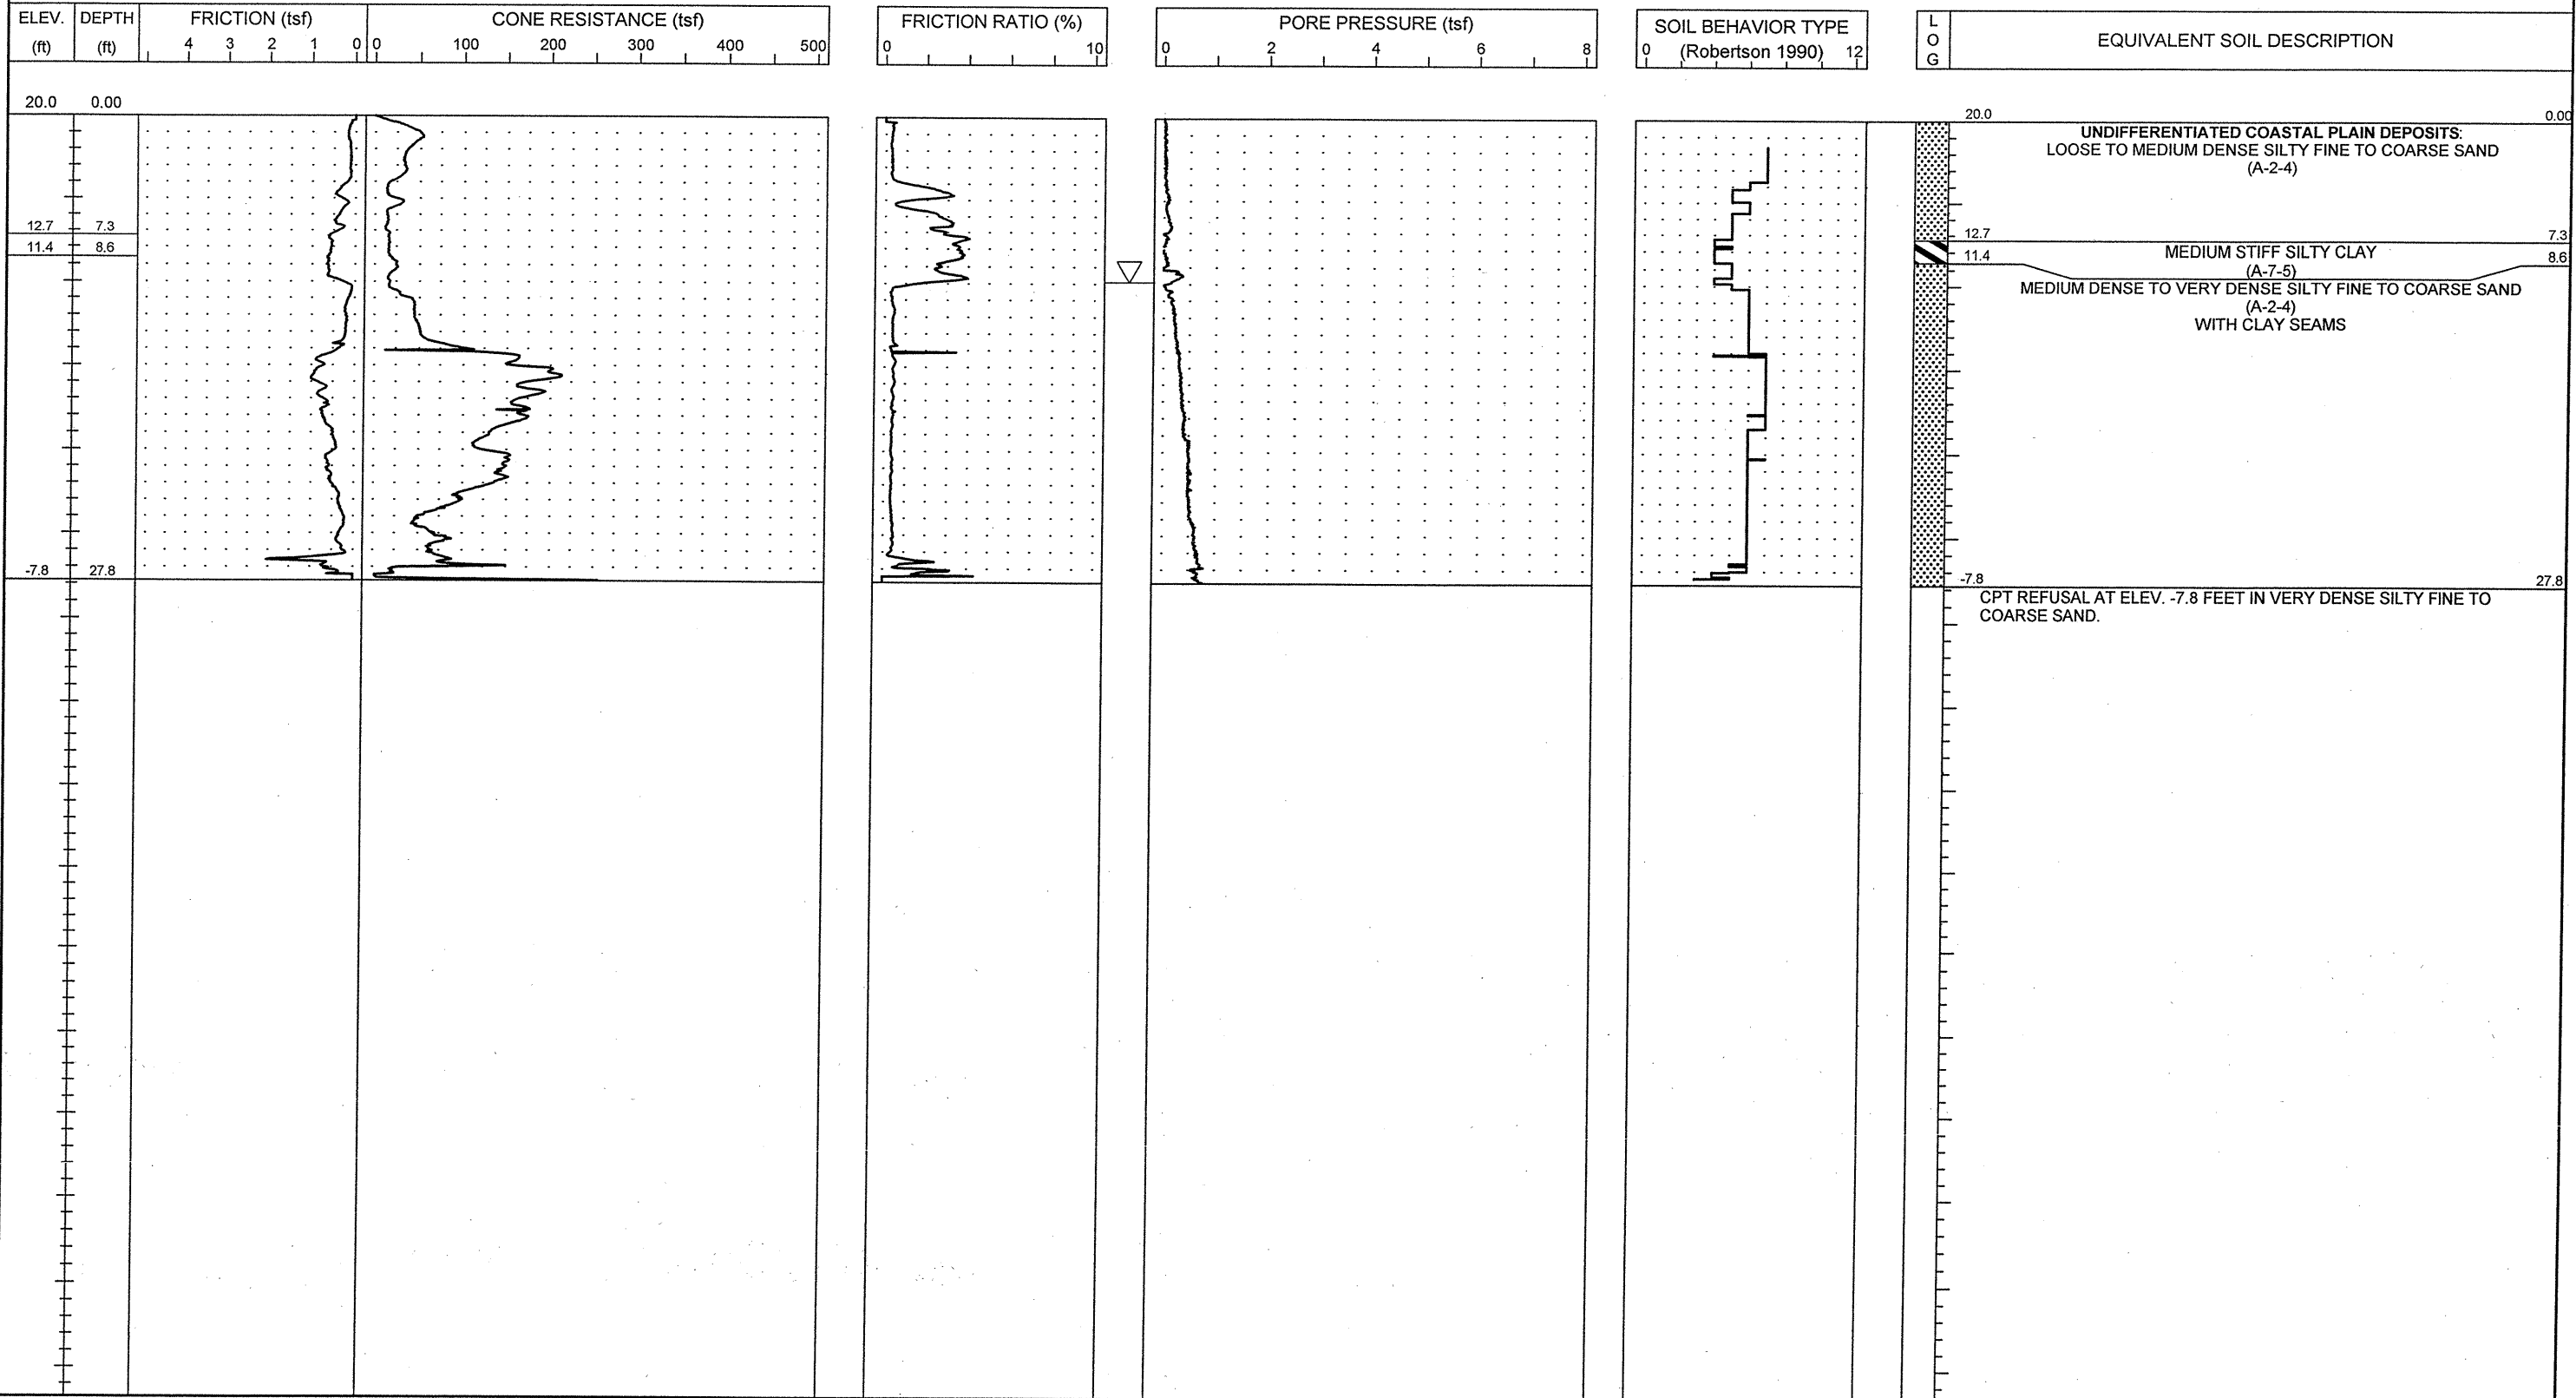 ELEV.
(ft)
DEPTH
(ft)
FRICTION (tsf)
4 3 2 1 0
CONE RESISTANCE (tsf)
0 100 200 300 400 500
FRICTION RATIO (%)
0 10
PORE PRESSURE (tsf)
0 2 4 6 8
SOIL BEHAVIOR TYPE
(Robertson 1990)
0 12
L
O
G
EQUIVALENT SOIL DESCRIPTION
20.0 0.00
12.7 7.3
11.4 8.6
-7.8 27.8
20.0 0.00
UNDIFFERENTIATED COASTAL PLAIN DEPOSITS:
LOOSE TO MEDIUM DENSE SILTY FINE TO COARSE SAND
(A-2-4)
12.7 7.3
MEDIUM STIFF SILTY CLAY
11.4 8.6
(A-7-5)
MEDIUM DENSE TO VERY DENSE SILTY FINE TO COARSE SAND
(A-2-4)
WITH CLAY SEAMS
-7.8 27.8
CPT REFUSAL AT ELEV. -7.8 FEET IN VERY DENSE SILTY FINE TO
COARSE SAND.